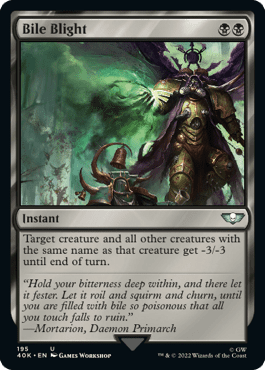 Bile Blight
Instant
Target creature and all other creatures with
the same name as that creature get -3/-3
until end of turn.
"Hold your bitterness deep within, and there let
it fester. Let it roil and squirm and churn, until
you are filled with bile so poisonous that all
you touch falls to ruin."
—Mortarion, Daemon Primarch
195 U
40K • EN Games Workshop
© GW
™ & © 2022 Wizards of the Coast